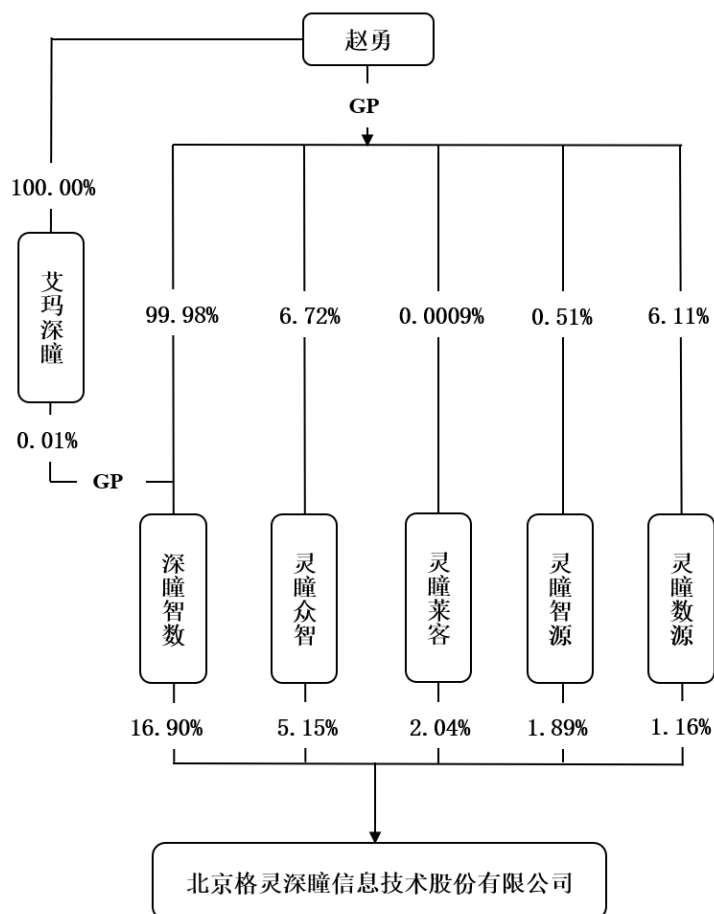 赵勇
GP
100.00%
艾玛深瞳
99.98%
6.72%
0.0009%
0.51%
6.11%
0.01%
GP
深瞳智数
灵瞳众智
灵瞳莱客
灵瞳智源
灵瞳数源
16.90%
5.15%
2.04%
1.89%
1.16%
北京格灵深瞳信息技术股份有限公司